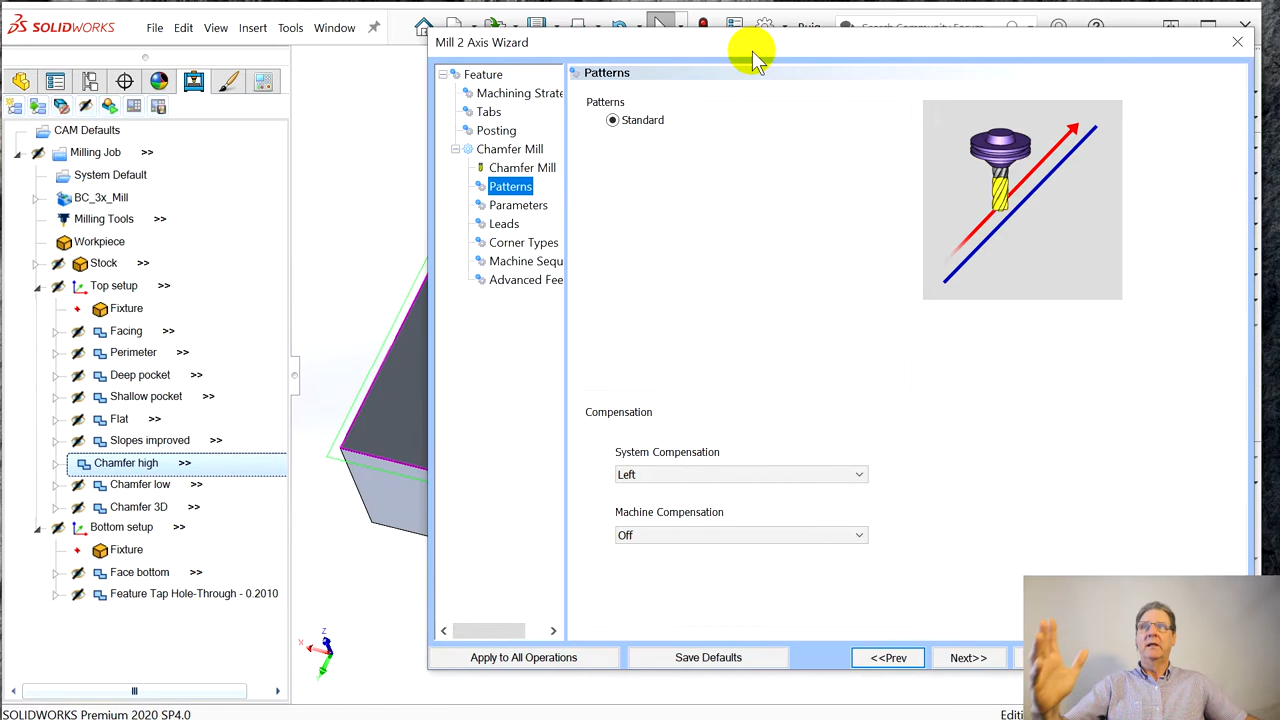 SOLIDWORKS
File Edit View Insert Tools Window
Search Community Forum
Mill 2 Axis Wizard
CAM Defaults
Milling Job >>
System Default
BC_3x_Mill
Milling Tools >>
Workpiece
Stock >>
Top setup >>
Fixture
Facing >>
Perimeter >>
Deep pocket >>
Shallow pocket >>
Flat >>
Slopes improved >>
Chamfer high >>
Chamfer low >>
Chamfer 3D >>
Bottom setup >>
Fixture
Face bottom >>
Feature Tap Hole-Through - 0.2010
Feature
Machining Strate
Tabs
Posting
Chamfer Mill
Chamfer Mill
Patterns
Parameters
Leads
Corner Types
Machine Sequ
Advanced Fee
Patterns
Patterns
Standard
Compensation
System Compensation
Left
Machine Compensation
Off
Apply to All Operations Save Defaults <<Prev Next>>
Z
X
SOLIDWORKS Premium 2020 SP4.0
Editi